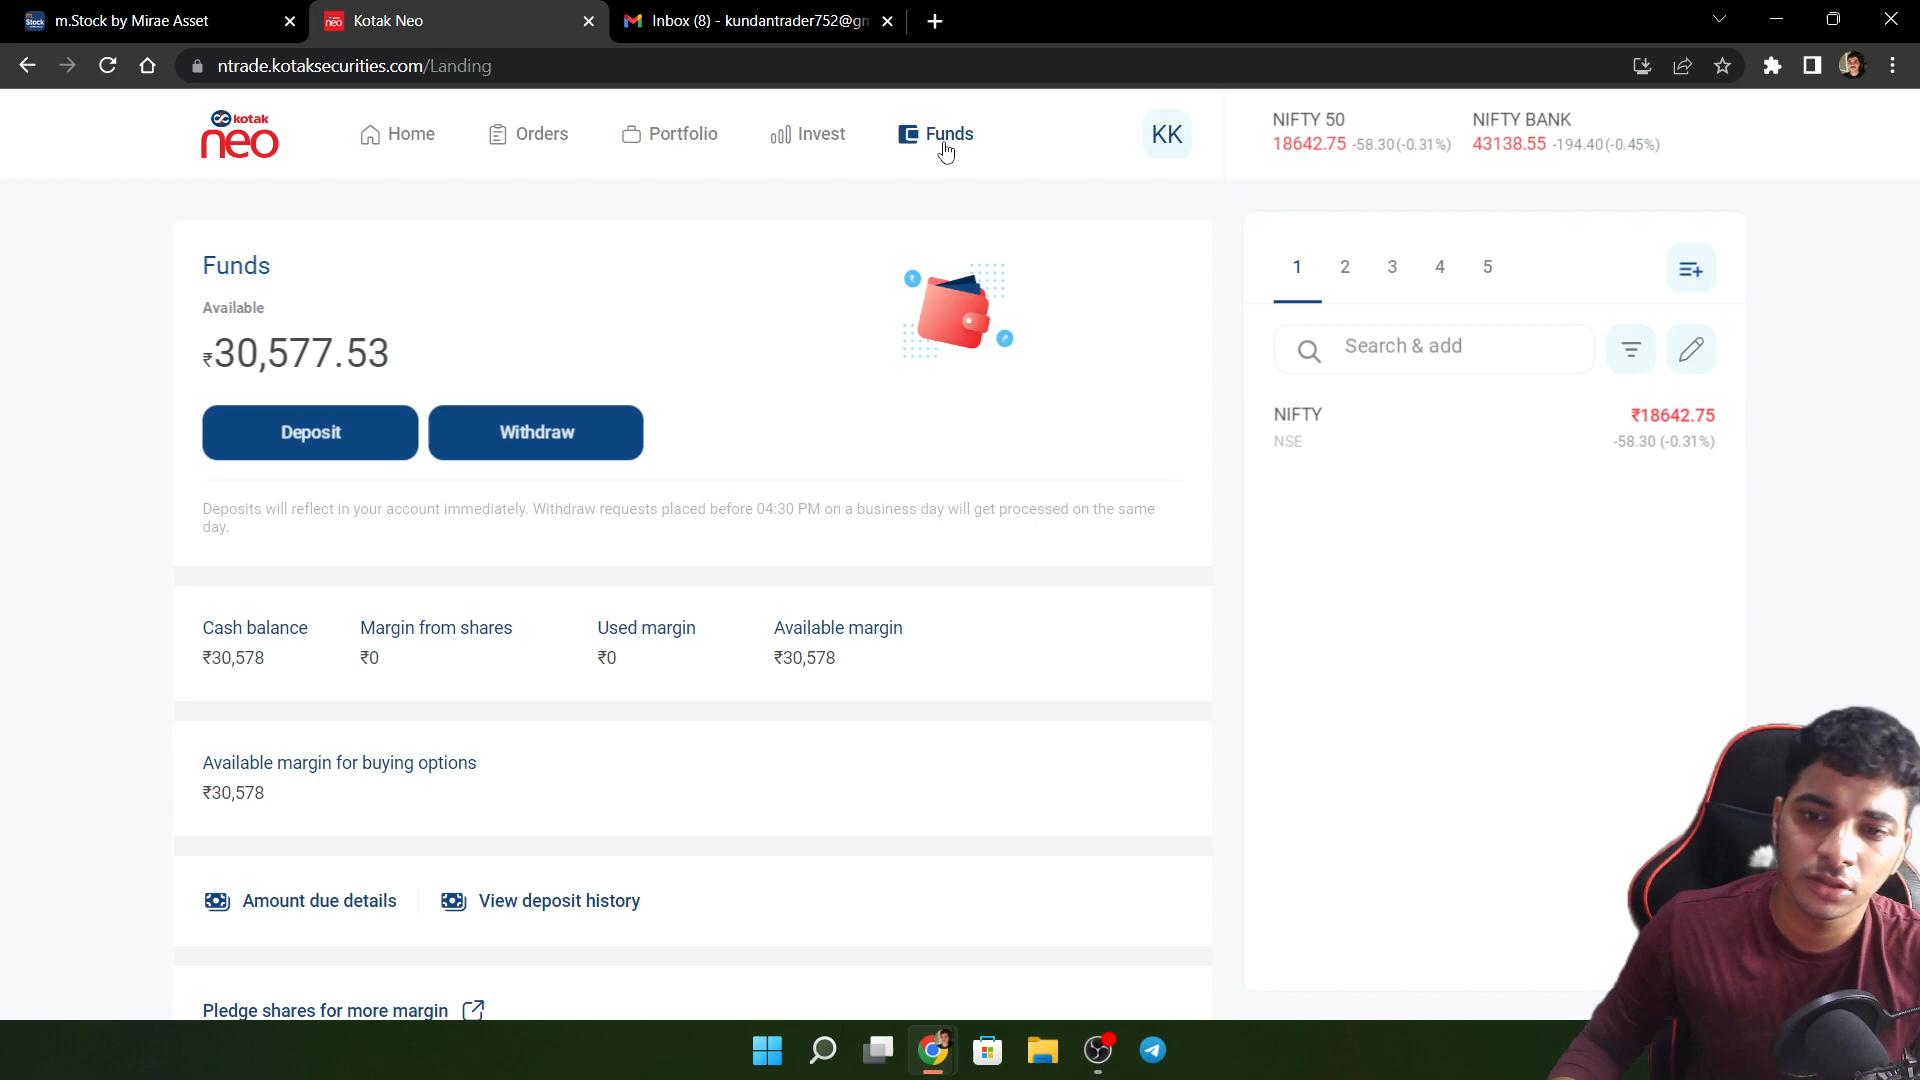 m.Stock by Mirae Asset
Kotak Neo
Inbox (8) - kundantrader752@gm
ntrade.kotaksecurities.com/Landing
kotak
neo
Home
Orders
Portfolio
Invest
Funds
KK
NIFTY 50
18642.75 -58.30(-0.31%)
NIFTY BANK
43138.55 -194.40(-0.45%)
Funds
Available
₹30,577.53
Deposit
Withdraw
Deposits will reflect in your account immediately. Withdraw requests placed before 04:30 PM on a business day will get processed on the same
day.
Cash balance
₹30,578
Margin from shares
₹0
Used margin
₹0
Available margin
₹30,578
Available margin for buying options
₹30,578
Amount due details
View deposit history
Pledge shares for more margin
1 2 3 4 5
Search & add
NIFTY
₹18642.75
NSE
-58.30 (-0.31%)